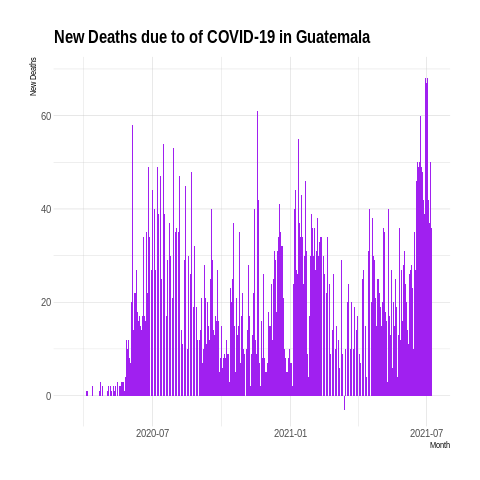 New Deaths due to of COVID-19 in Guatemala
New Deaths
60
40
20
0
2020-07
2021-01
2021-07
Month